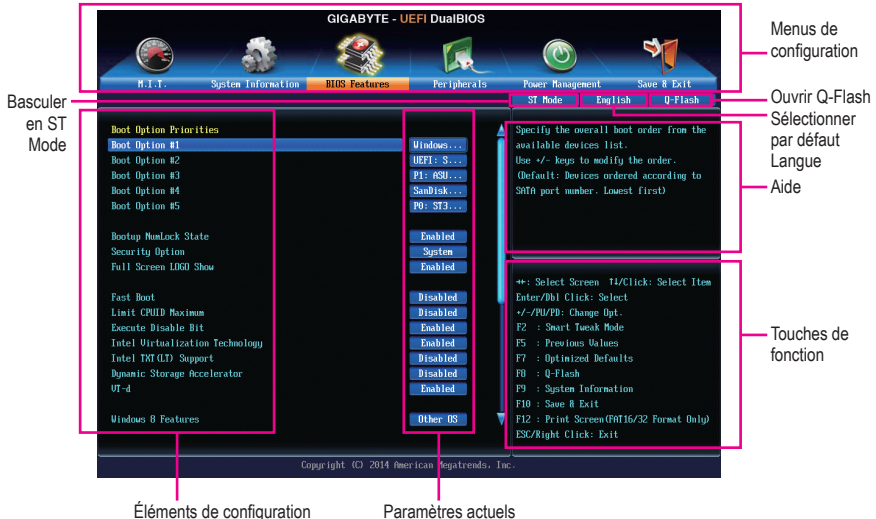 GIGABYTE - UEFI DualBIOS
Menus de
configuration
M.I.T.
System Information
BIOS Features
Peripherals
Power Management
Save & Exit
Basculer
en ST
Mode
ST Mode
English
Q-Flash
Ouvrir Q-Flash
Sélectionner
par défaut
Langue
Boot Option Priorities
Boot Option #1 Windows...
Boot Option #2 UEFI: S...
Boot Option #3 P1: ASU...
Boot Option #4 SanDisk...
Boot Option #5 P0: ST3...
Bootup NumLock State Enabled
Security Option System
Full Screen LOGO Show Enabled
Fast Boot Disabled
Limit CPUID Maximum Disabled
Execute Disable Bit Enabled
Intel Virtualization Technology Enabled
Intel TXT(LT) Support Disabled
Dynamic Storage Accelerator Disabled
VT-d Enabled
Windows 8 Features Other OS
Specify the overall boot order from the
available devices list.
Use +/- keys to modify the order.
(Default: Devices ordered according to
SATA port number. Lowest first)
Aide
→←: Select Screen ↑↓/Click: Select Item
Enter/Dbl Click: Select
+/-/PU/PD: Change Opt.
F2 : Smart Tweak Mode
F5 : Previous Values
F7 : Optimized Defaults
F8 : Q-Flash
F9 : System Information
F10 : Save & Exit
F12 : Print Screen(FAT16/32 Format Only)
ESC/Right Click: Exit
Touches de
fonction
Copyright (C) 2014 American Megatrends, Inc.
Éléments de configuration
Paramètres actuels